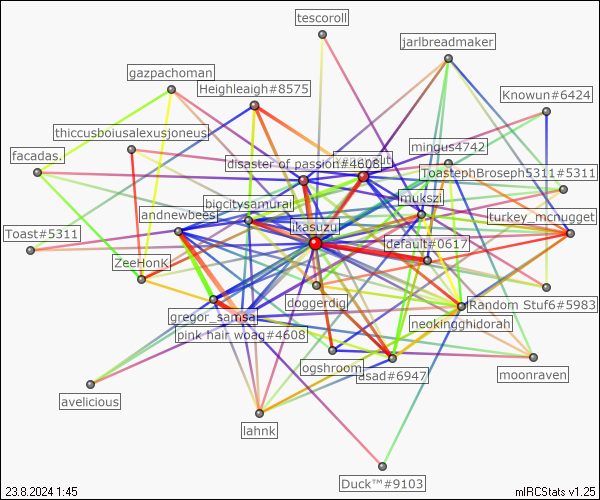 tescoroll
jarlbreadmaker
gazpachoman
Heighleaigh#8575
Knowun#6424
thiccusboiusalexusjoneus
mingus4742
facadas.
disaster of passion#4608
ToastephBroseph5311#5311
bigcitysamurai
mukszi
andnewbees
turkey_mcnugget
ikasuzu
Toast#5311
default#0617
ZeeHonK
doggerdig
Random Stuf6#5983
gregor_samsa
neokingghidorah
pink hair woag#4608
ogshroom
asad#6947
moonraven
avelicious
lahnk
Duck™#9103
23.8.2024 1:45
mIRCStats v1.25